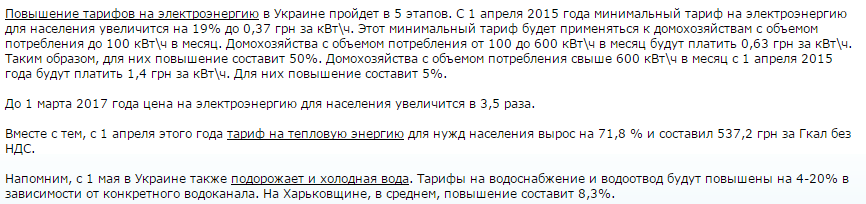 Повышение тарифов на электроэнергию в Украине пройдет в 5 этапов. С 1 апреля 2015 года минимальный тариф на электроэнергию
для населения увеличится на 19% до 0,37 грн за кВт\ч. Этот минимальный тариф будет применяться к домохозяйствам с объемом
потребления до 100 кВт\ч в месяц. Домохозяйства с объемом потребления от 100 до 600 кВт\ч в месяц будут платить 0,63 грн за кВт\ч.
Таким образом, для них повышение составит 50%. Домохозяйства с объемом потребления свыше 600 кВт\ч в месяц с 1 апреля 2015
года будут платить 1,4 грн за кВт\ч. Для них повышение составит 5%.
До 1 марта 2017 года цена на электроэнергию для населения увеличится в 3,5 раза.
Вместе с тем, с 1 апреля этого года тариф на тепловую энергию для нужд населения вырос на 71,8 % и составил 537,2 грн за Гкал без
НДС.
Напомним, с 1 мая в Украине также подорожает и холодная вода. Тарифы на водоснабжение и водоотвод будут повышены на 4-20% в
зависимости от конкретного водоканала. На Харьковщине, в среднем, повышение составит 8,3%.